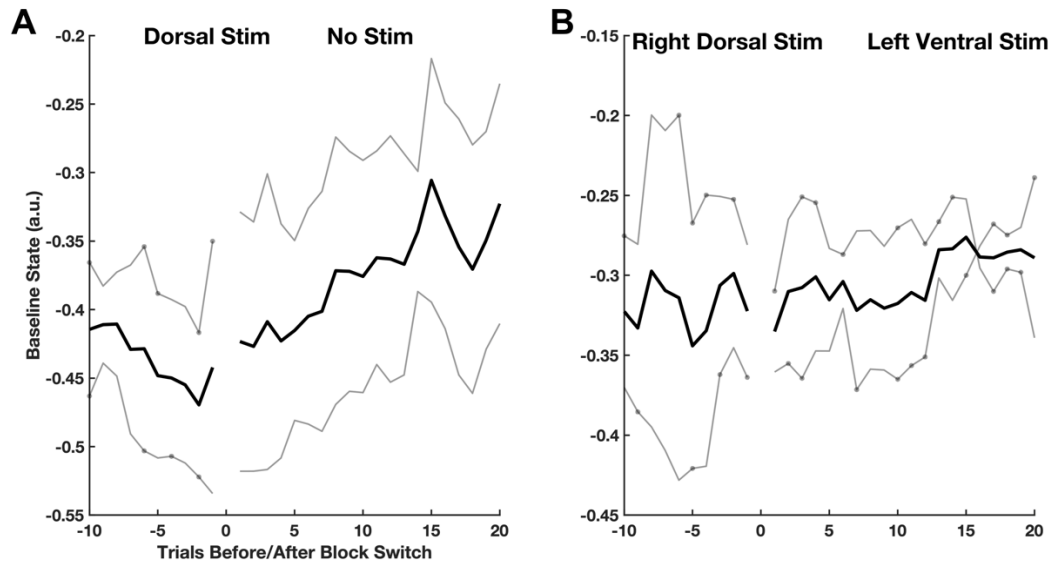 A
Dorsal Stim No Stim
-0.2
-0.25
-0.3
-0.35
-0.4
-0.45
-0.5
-0.55
Baseline State (a.u.)
-10 -5 0 5 10 15 20
Trials Before/After Block Switch
B
Right Dorsal Stim Left Ventral Stim
-0.15
-0.2
-0.25
-0.3
-0.35
-0.4
-0.45
-10 -5 0 5 10 15 20